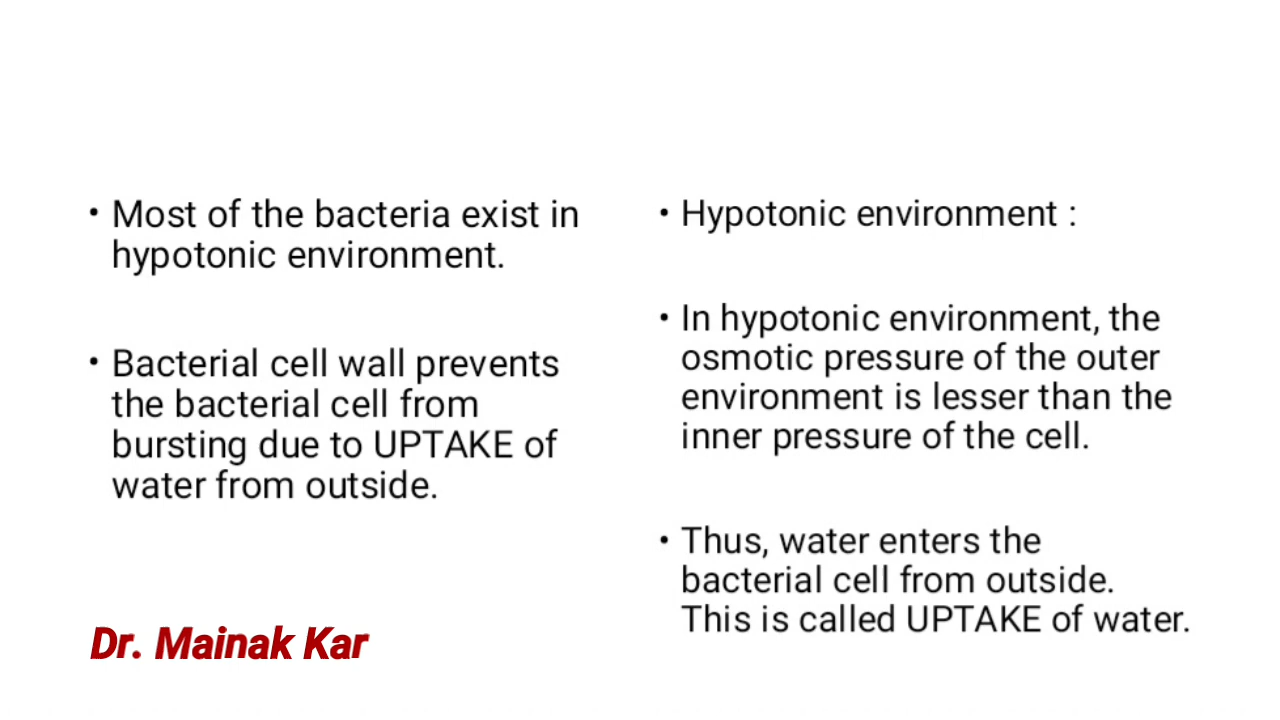 • Most of the bacteria exist in
hypotonic environment.
• Bacterial cell wall prevents
the bacterial cell from
bursting due to UPTAKE of
water from outside.
Dr. Mainak Kar
• Hypotonic environment :
• In hypotonic environment, the
osmotic pressure of the outer
environment is lesser than the
inner pressure of the cell.
• Thus, water enters the
bacterial cell from outside.
This is called UPTAKE of water.